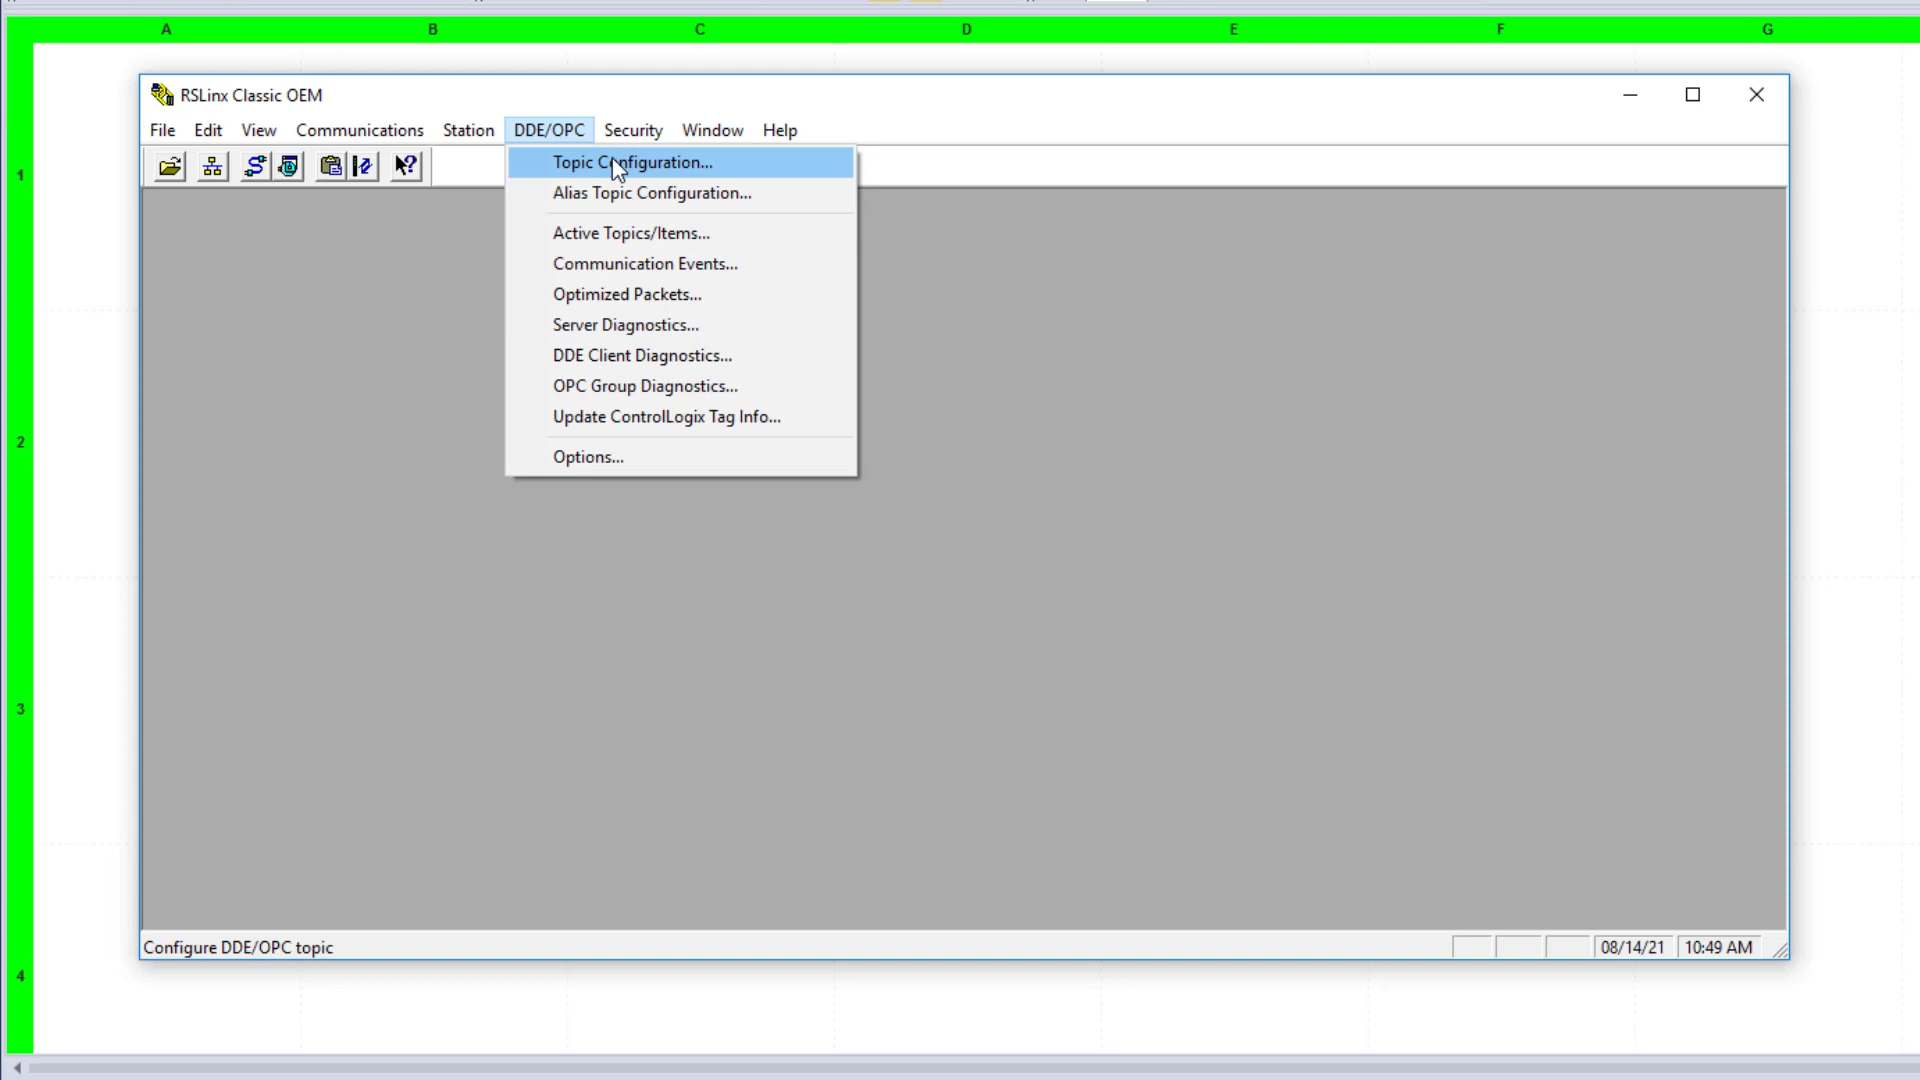 A B C D E F G
RSLinx Classic OEM
File Edit View Communications Station DDE/OPC Security Window Help
Topic Configuration...
1
Alias Topic Configuration...
Active Topics/Items...
Communication Events...
Optimized Packets...
Server Diagnostics...
DDE Client Diagnostics...
OPC Group Diagnostics...
Update ControlLogix Tag Info...
2
Options...
3
Configure DDE/OPC topic 08/14/21 10:49 AM
4